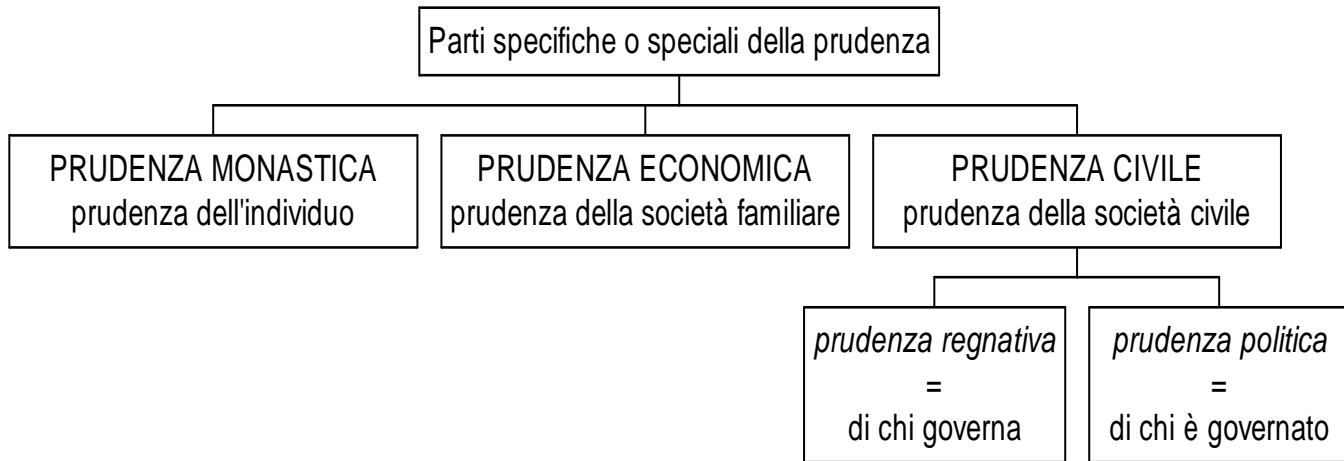 Parti specifiche o speciali della prudenza
PRUDENZA MONASTICA
prudenza dell'individuo
PRUDENZA ECONOMICA
prudenza della società familiare
PRUDENZA CIVILE
prudenza della società civile
prudenza regnativa
=
di chi governa
prudenza politica
=
di chi è governato